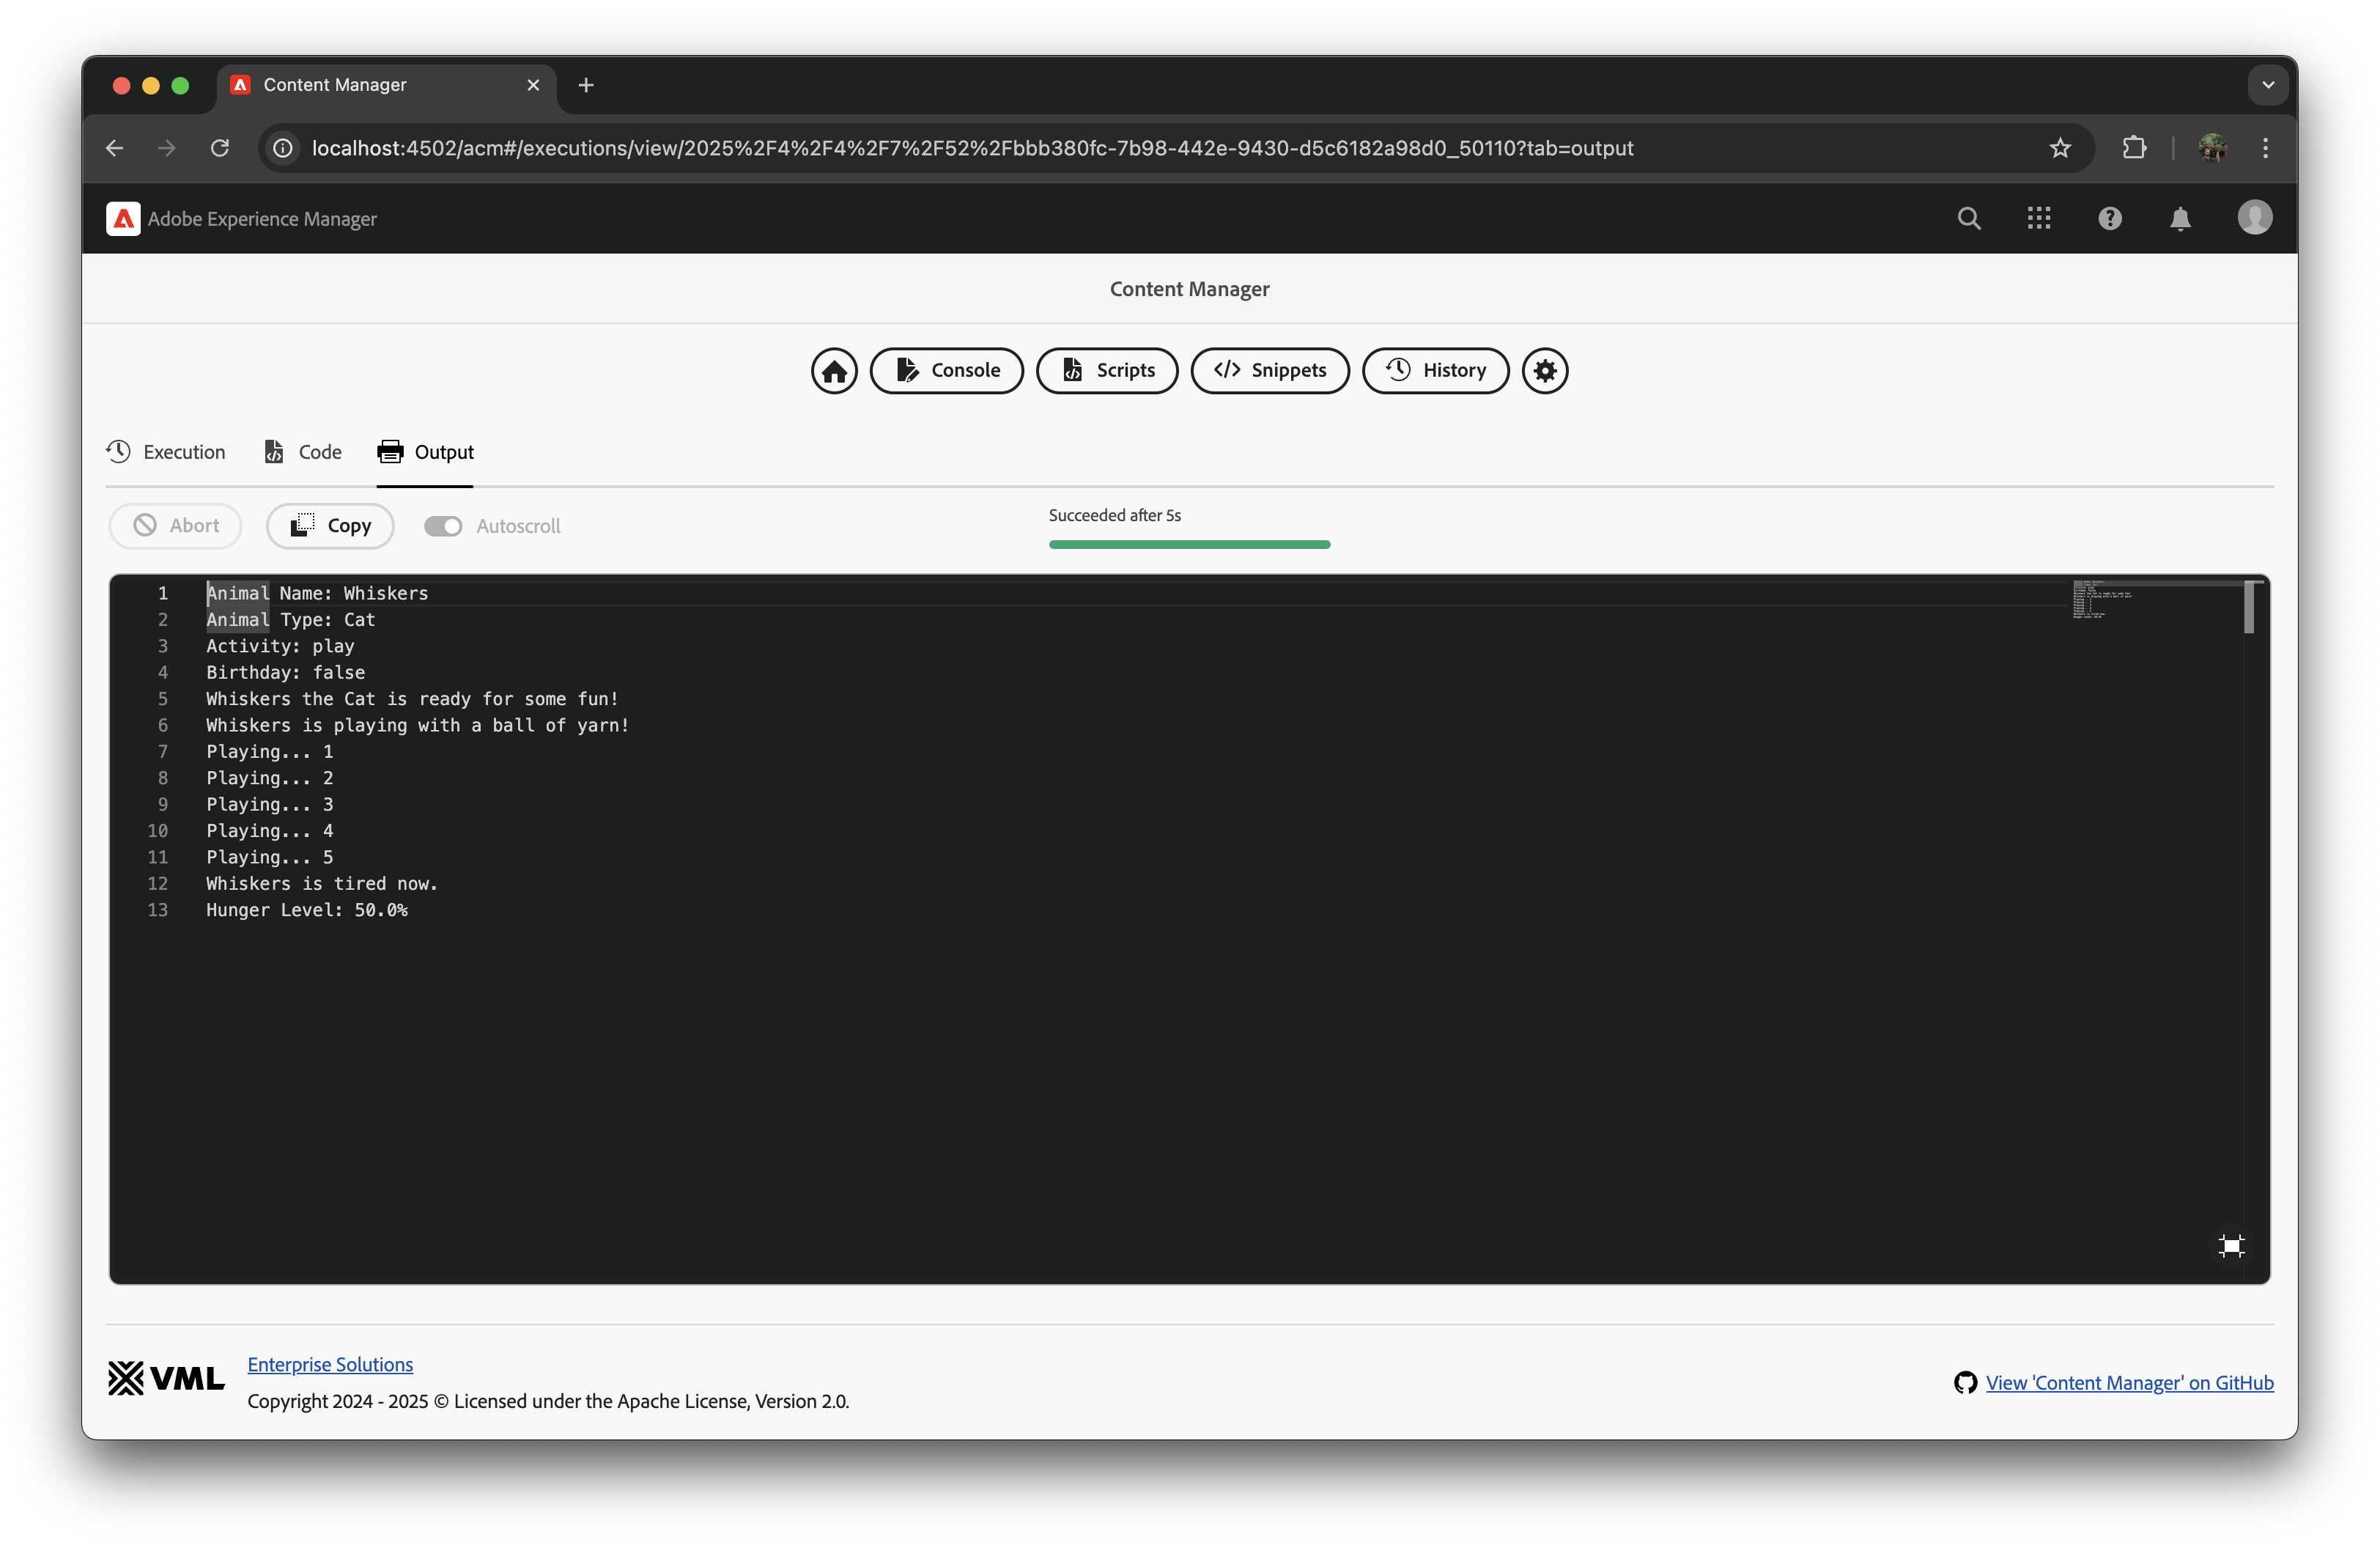 Content Manager
localhost:4502/acm#/executions/view/2025%2F4%2F4%2F7%2F52%2Fbbb380fc-7b98-442e-9430-d5c6182a98d0_50110?tab=output
Adobe Experience Manager
Content Manager
Console Scripts </> Snippets History
Execution Code Output
Abort Copy Autoscroll Succeeded after 5s
1 Animal Name: Whiskers
2 Animal Type: Cat
3 Activity: play
4 Birthday: false
5 Whiskers the Cat is ready for some fun!
6 Whiskers is playing with a ball of yarn!
7 Playing... 1
8 Playing... 2
9 Playing... 3
10 Playing... 4
11 Playing... 5
12 Whiskers is tired now.
13 Hunger Level: 50.0%
VML
Enterprise Solutions
Copyright 2024 - 2025 © Licensed under the Apache License, Version 2.0.
View 'Content Manager' on GitHub